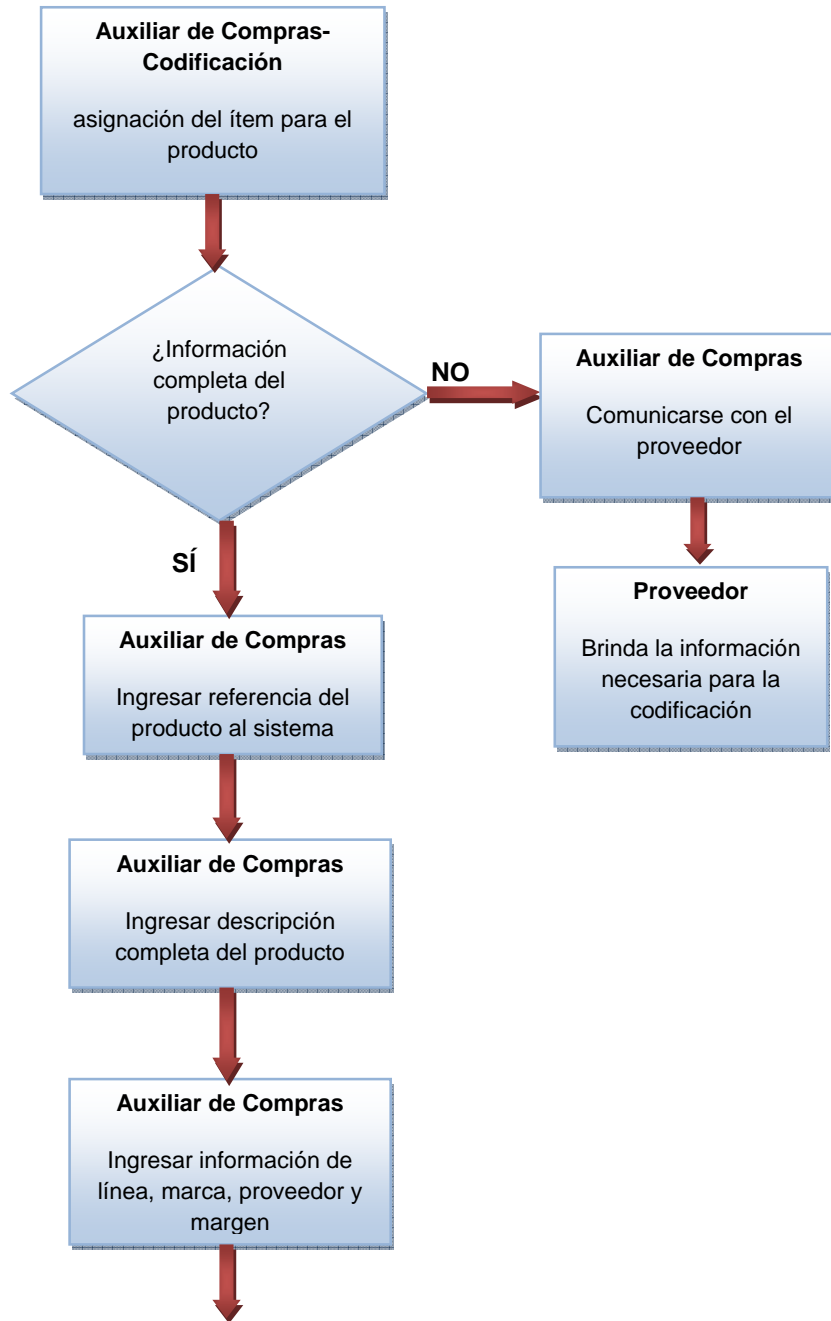 Auxiliar de Compras-
Codificación
asignación del ítem para el
producto
¿Información
completa del
producto?
NO
Auxiliar de Compras
Comunicarse con el
proveedor
SÍ
Proveedor
Brinda la información
necesaria para la
codificación
Auxiliar de Compras
Ingresar referencia del
producto al sistema
Auxiliar de Compras
Ingresar descripción
completa del producto
Auxiliar de Compras
Ingresar información de
línea, marca, proveedor y
margen